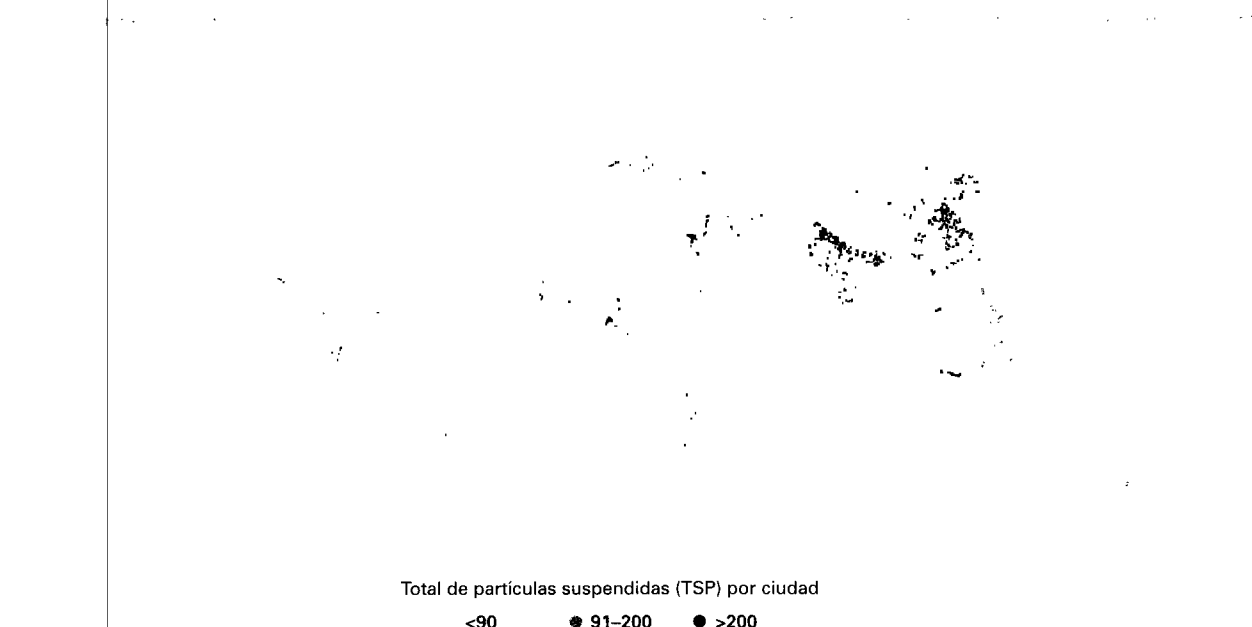 Total de partículas suspendidas (TSP) por ciudad
<90 91–200 >200